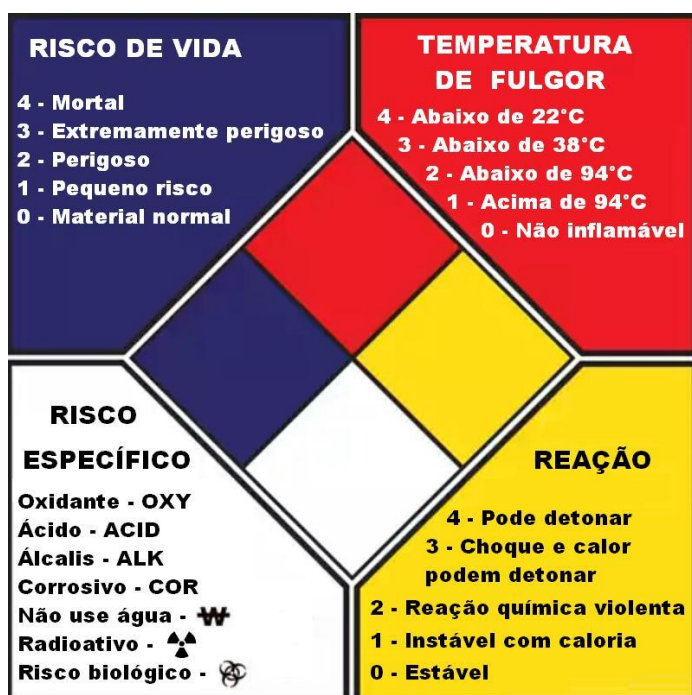 RISCO DE VIDA
4 - Mortal
3 - Extremamente perigoso
2 - Perigoso
1 - Pequeno risco
0 - Material normal
TEMPERATURA
DE FULGOR
4 - Abaixo de 22°C
3 - Abaixo de 38°C
2 - Abaixo de 94°C
1 - Acima de 94°C
0 - Não inflamável
RISCO
ESPECÍFICO
Oxidante - OXY
Ácido - ACID
Álcalis - ALK
Corrosivo - COR
Não use água - W
Radioativo -
Risco biológico -
REAÇÃO
4 - Pode detonar
3 - Choque e calor
podem detonar
2 - Reação química violenta
1 - Instável com caloria
0 - Estável